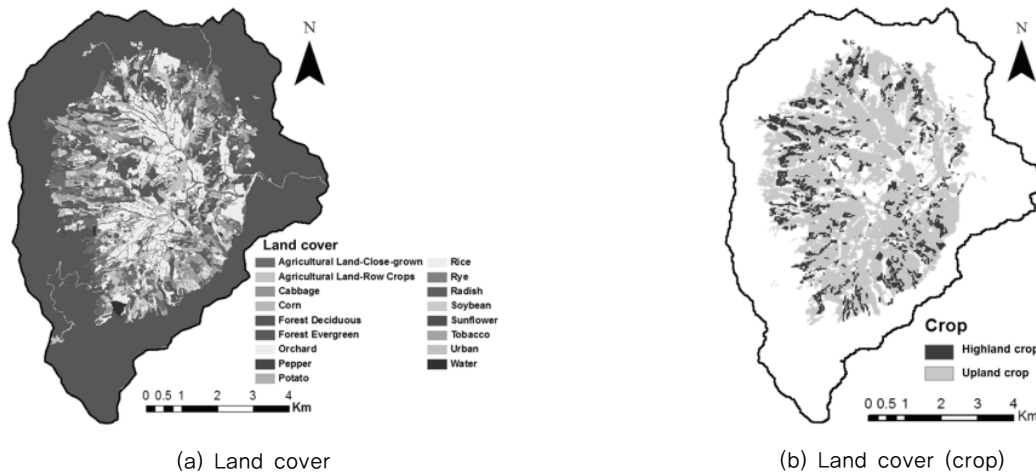 N
Land cover
Agricultural Land-Close-grown
Agricultural Land-Row Crops
Cabbage
Corn
Forest Deciduous
Forest Evergreen
Orchard
Pepper
Potato
Rice
Rye
Radish
Soybean
Sunflower
Tobacco
Urban
Water
0 0.5 1 2 3 4
Km
(a) Land cover
N
Crop
Highland crop
Upland crop
0 0.5 1 2 3 4
Km
(b) Land cover (crop)